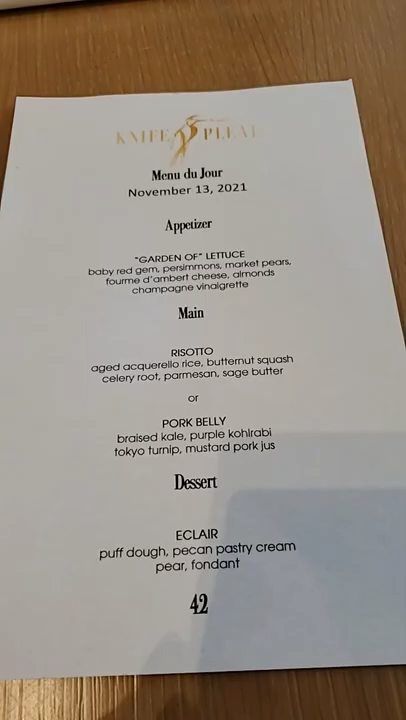 KNIFE PLEAT
Menu du Jour
November 13, 2021
Appetizer
"GARDEN OF" LETTUCE
baby red gem, persimmons, market pears,
fourme d'ambert cheese, almonds
champagne vinaigrette
Main
RISOTTO
aged acquerello rice, butternut squash
celery root, parmesan, sage butter
or
PORK BELLY
braised kale, purple kohlrabi
tokyo turnip, mustard pork jus
Dessert
ECLAIR
puff dough, pecan pastry cream
pear, fondant
42